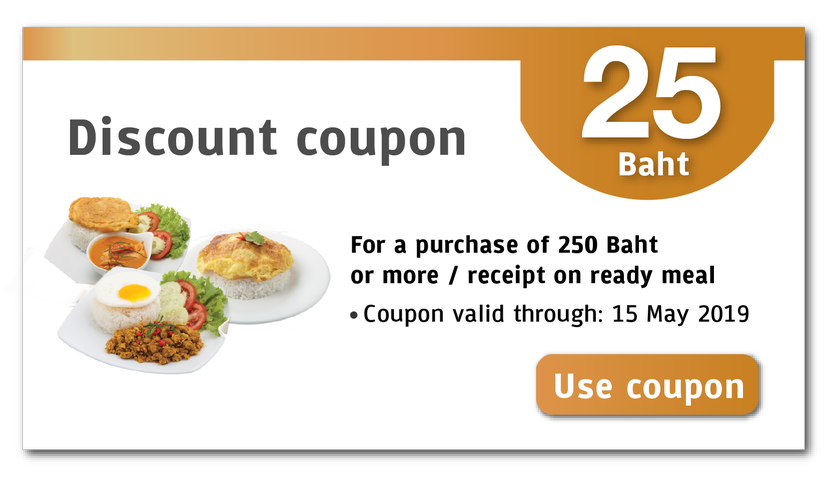 25
Baht
Discount coupon
For a purchase of 250 Baht
or more / receipt on ready meal
• Coupon valid through: 15 May 2019
Use coupon